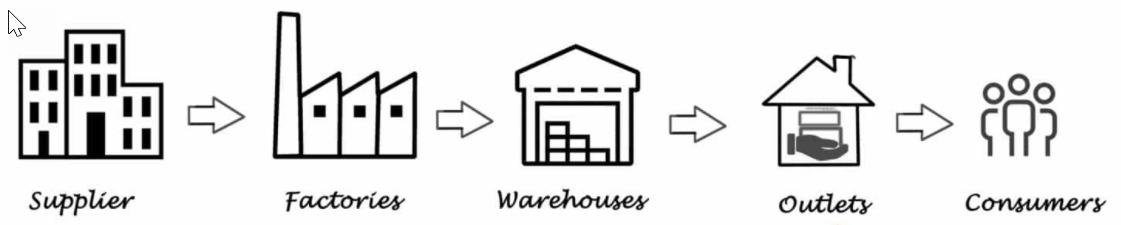 Supplier
Factories
Warehouses
Outlets
Consumers